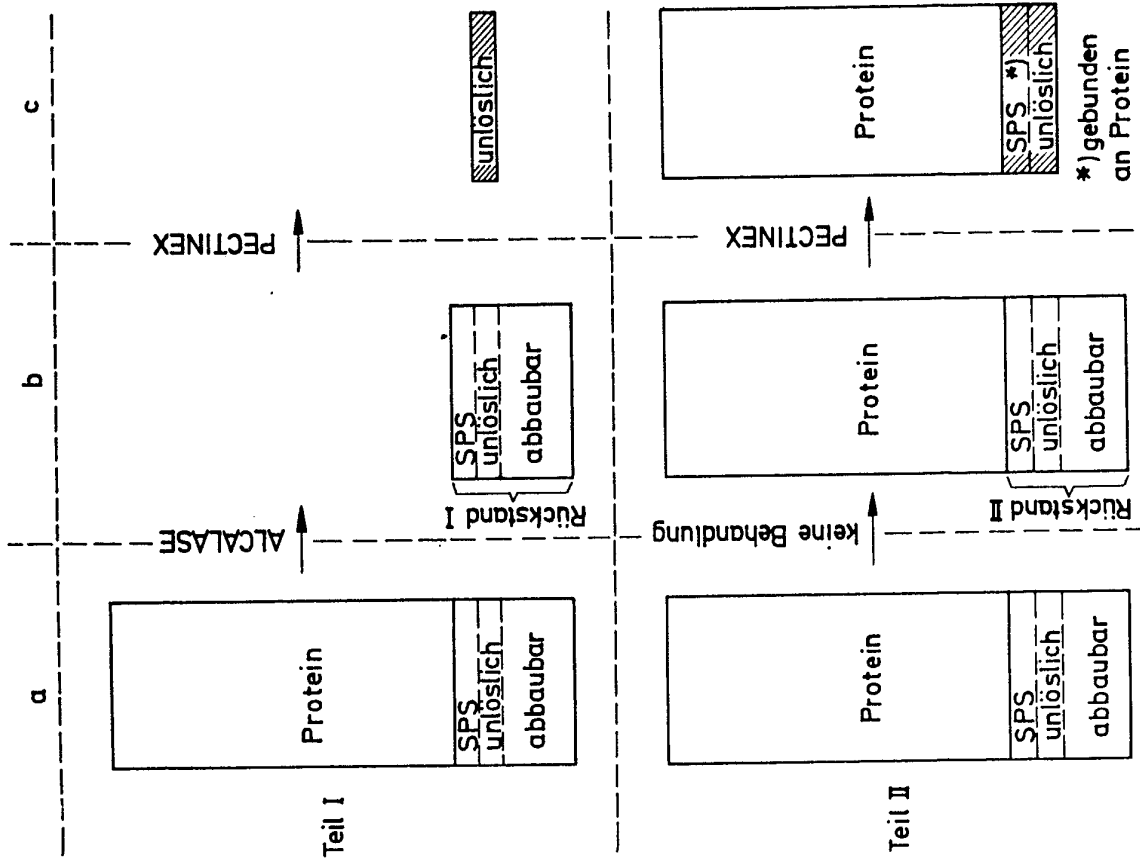 a
b
c
Teil I
Protein
SPS
unlöslich
abbaubar
ALCALASE
SPS
unlöslich
abbaubar
Rückstand I
PECTINEX
unlöslich
Teil II
Protein
SPS
unlöslich
abbaubar
keine Behandlung
Protein
SPS
unlöslich
abbaubar
Rückstand II
PECTINEX
Protein
SPS *)
unlöslich
*) gebunden
an Protein